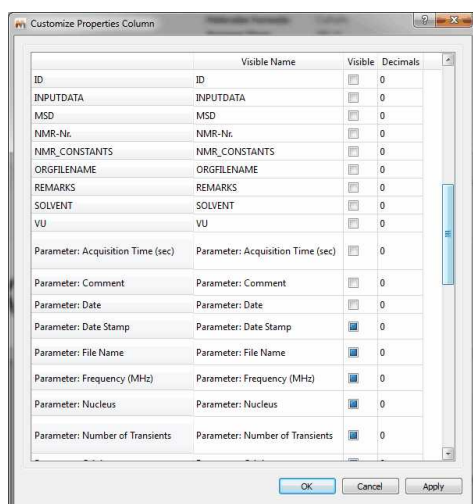 Customize Properties Column
Visible Name Visible Decimals
ID ID 0
INPUTDATA INPUTDATA 0
MSD MSD 0
NMR-Nr. NMR-Nr. 0
NMR_CONSTANTS NMR_CONSTANTS 0
ORGFILENAME ORGFILENAME 0
REMARKS REMARKS 0
SOLVENT SOLVENT 0
VU VU 0
Parameter: Acquisition Time (sec) Parameter: Acquisition Time (sec) 0
Parameter: Comment Parameter: Comment 0
Parameter: Date Parameter: Date 0
Parameter: Date Stamp Parameter: Date Stamp 0
Parameter: File Name Parameter: File Name 0
Parameter: Frequency (MHz) Parameter: Frequency (MHz) 0
Parameter: Nucleus Parameter: Nucleus 0
Parameter: Number of Transients Parameter: Number of Transients 0
OK Cancel Apply